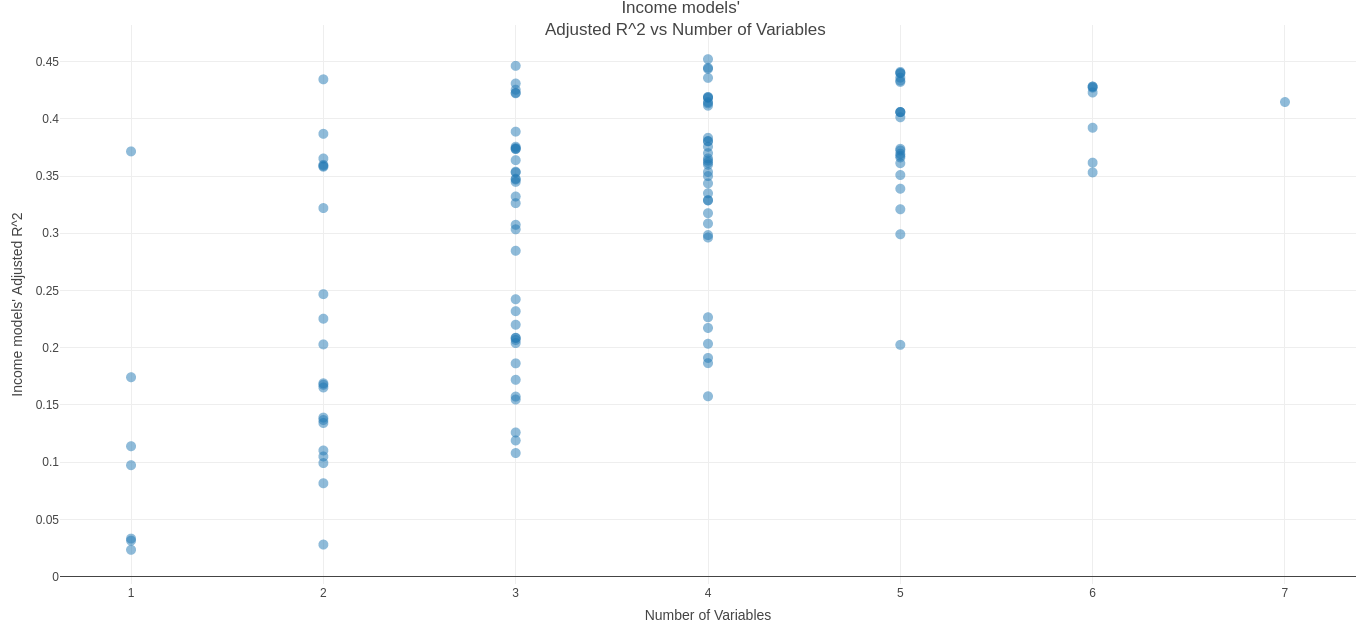 Income models'
Adjusted R^2 vs Number of Variables
0.45
0.4
0.35
0.3
0.25
0.2
0.15
0.1
0.05
0
Income models' Adjusted R^2
1 2 3 4 5 6 7
Number of Variables